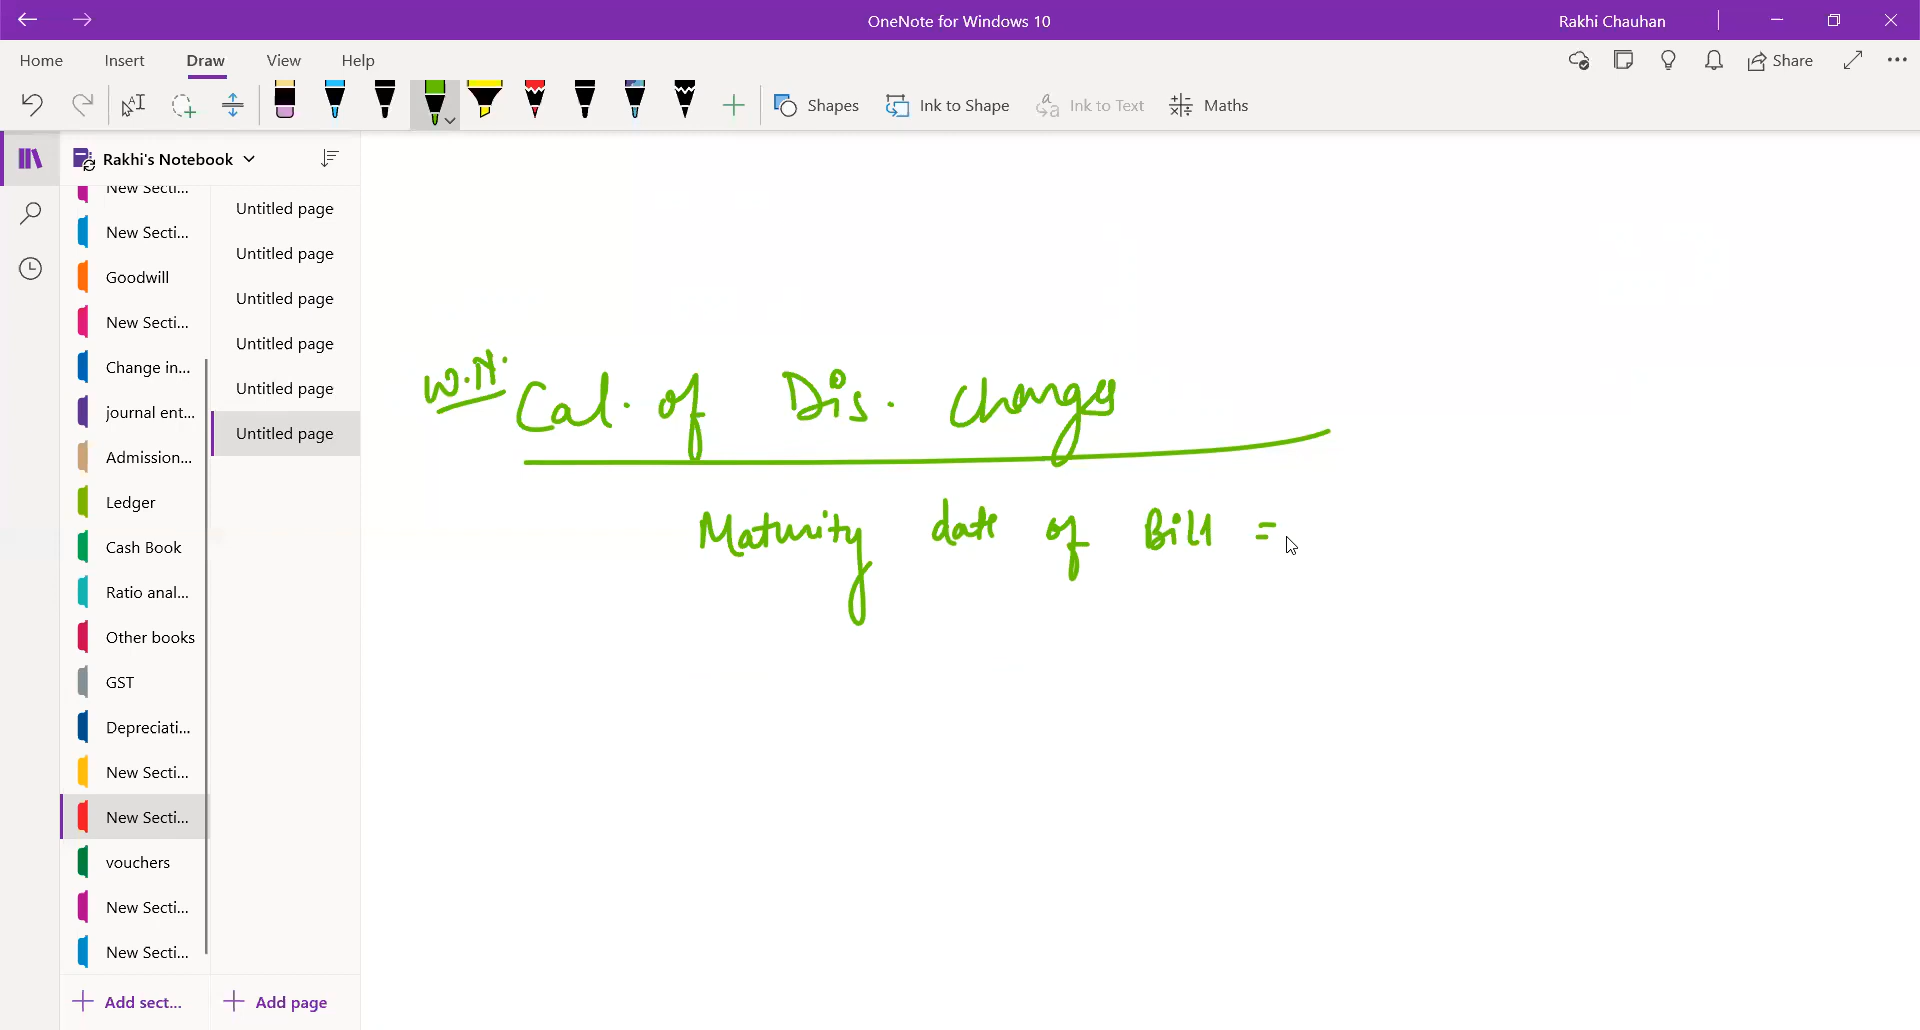 OneNote for Windows 10
Rakhi Chauhan
Home Insert Draw View Help
Share
Shapes Ink to Shape Ink to Text Maths
Rakhi's Notebook
New Secti...
New Secti...
Goodwill
New Secti...
Change in...
journal ent...
Admission...
Ledger
Cash Book
Ratio anal...
Other books
GST
Depreciati...
New Secti...
New Secti...
vouchers
New Secti...
New Secti...
Add sect...
Untitled page
Untitled page
Untitled page
Untitled page
Untitled page
Untitled page
Add page
W.N. Cal. of Dis. Charges
Maturity date of Bill =